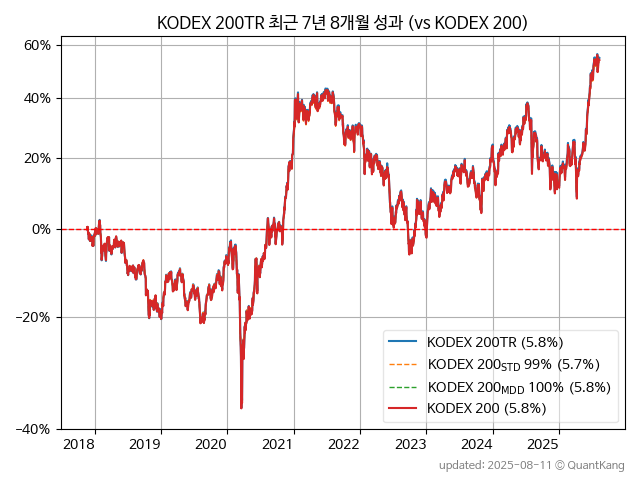 KODEX 200TR 최근 7년 8개월 성과 (vs KODEX 200)
60%
40%
20%
0%
−20%
−40%
KODEX 200TR (5.8%)
KODEX 200STD 99% (5.7%)
KODEX 200MDD 100% (5.8%)
KODEX 200 (5.8%)
2018 2019 2020 2021 2022 2023 2024 2025
updated: 2025-08-11 © QuantKang